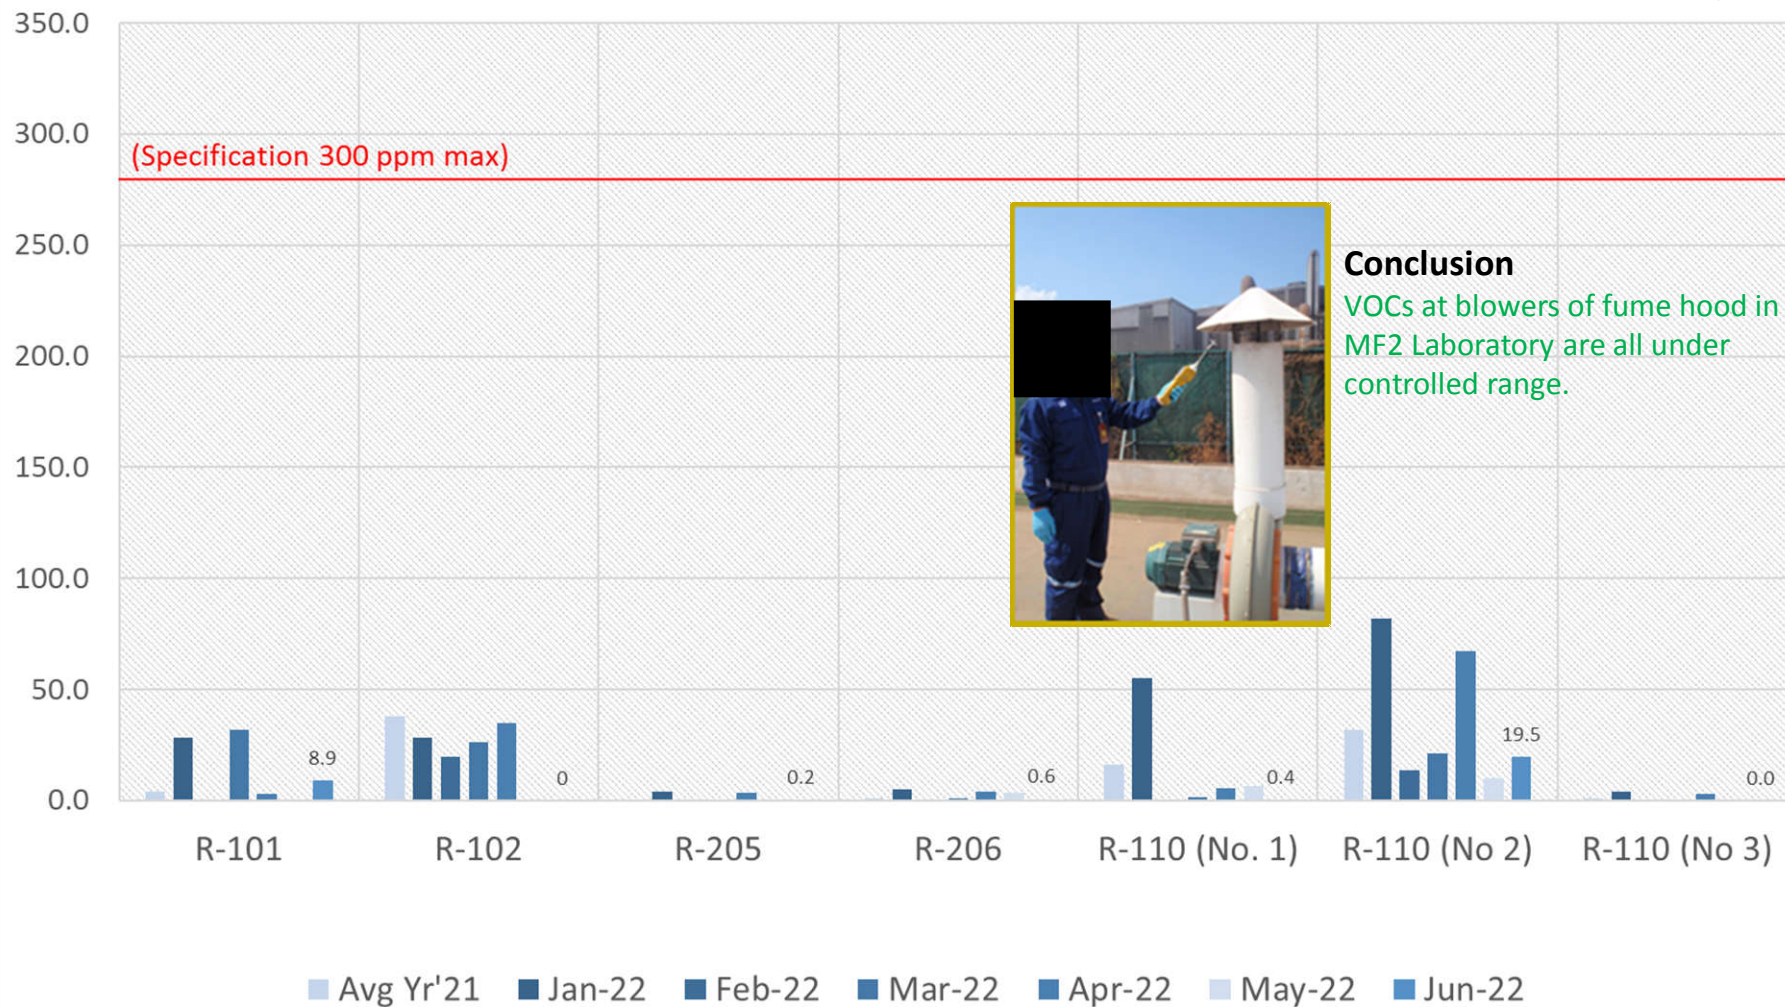 350.0
300.0
(Specification 300 ppm max)
250.0
Conclusion
VOCs at blowers of fume hood in
MF2 Laboratory are all under
controlled range.
200.0
150.0
100.0
50.0
0.0
8.9
0
0.2
0.6
0.4
19.5
0.0
R-101
R-102
R-205
R-206
R-110 (No. 1)
R-110 (No 2)
R-110 (No 3)
Avg Yr'21 Jan-22 Feb-22 Mar-22 Apr-22 May-22 Jun-22